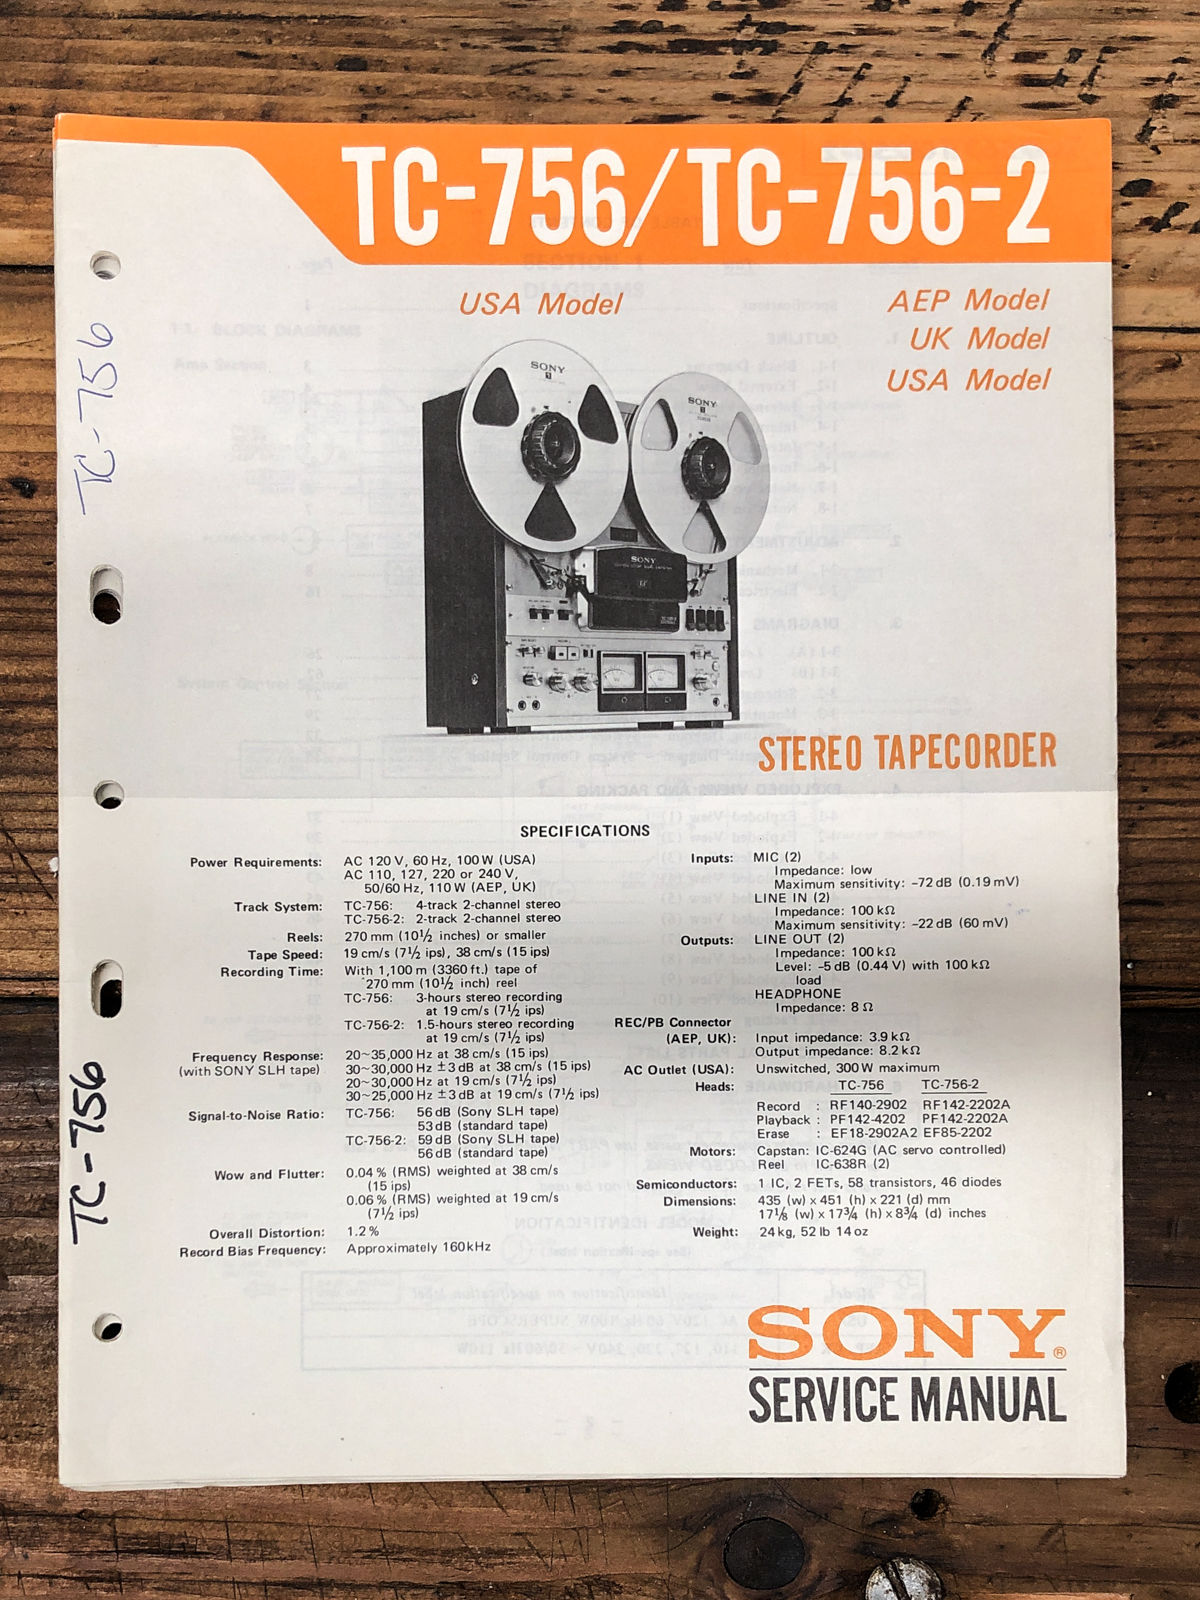 TC-756/TC-756-2
USA Model
AEP Model
UK Model
USA Model
TC-756
TC-756
SONY
SONY
SONY
STEREO TAPECORDER
SPECIFICATIONS
Power Requirements: AC 120 V, 60 Hz, 100 W (USA)
AC 110, 127, 220 or 240 V,
50/60 Hz, 110 W (AEP, UK)
Track System: TC-756: 4-track 2-channel stereo
TC-756-2: 2-track 2-channel stereo
Reels: 270 mm (10½ inches) or smaller
Tape Speed: 19 cm/s (7½ ips), 38 cm/s (15 ips)
Recording Time: With 1,100 m (3360 ft.) tape of
270 mm (10½ inch) reel
TC-756: 3-hours stereo recording
at 19 cm/s (7½ ips)
TC-756-2: 1.5-hours stereo recording
at 19 cm/s (7½ ips)
Frequency Response: 20~35,000 Hz at 38 cm/s (15 ips)
(with SONY SLH tape) 30~30,000 Hz ±3 dB at 38 cm/s (15 ips)
20~30,000 Hz at 19 cm/s (7½ ips)
30~25,000 Hz ±3 dB at 19 cm/s (7½ ips)
Signal-to-Noise Ratio: TC-756: 56 dB (Sony SLH tape)
53 dB (standard tape)
TC-756-2: 59 dB (Sony SLH tape)
56 dB (standard tape)
Wow and Flutter: 0.04 % (RMS) weighted at 38 cm/s
(15 ips)
0.06 % (RMS) weighted at 19 cm/s
(7½ ips)
Overall Distortion: 1.2 %
Record Bias Frequency: Approximately 160 kHz
Inputs: MIC (2)
Impedance: low
Maximum sensitivity: -72 dB (0.19 mV)
LINE IN (2)
Impedance: 100 kΩ
Maximum sensitivity: -22 dB (60 mV)
Outputs: LINE OUT (2)
Impedance: 100 kΩ
Level: -5 dB (0.44 V) with 100 kΩ
load
HEADPHONE
Impedance: 8 Ω
REC/PB Connector
(AEP, UK): Input impedance: 3.9 kΩ
Output impedance: 8.2 kΩ
AC Outlet (USA): Unswitched, 300 W maximum
Heads: TC-756 TC-756-2
Record : RF140-2902 RF142-2202A
Playback : PF142-4202 PF142-2202A
Erase : EF18-2902A2 EF85-2202
Motors: Capstan: IC-624G (AC servo controlled)
Reel IC-638R (2)
Semiconductors: 1 IC, 2 FETs, 58 transistors, 46 diodes
Dimensions: 435 (w) x 451 (h) x 221 (d) mm
17⅛ (w) x 17¾ (h) x 8¾ (d) inches
Weight: 24 kg, 52 lb 14 oz
SONY®
SERVICE MANUAL